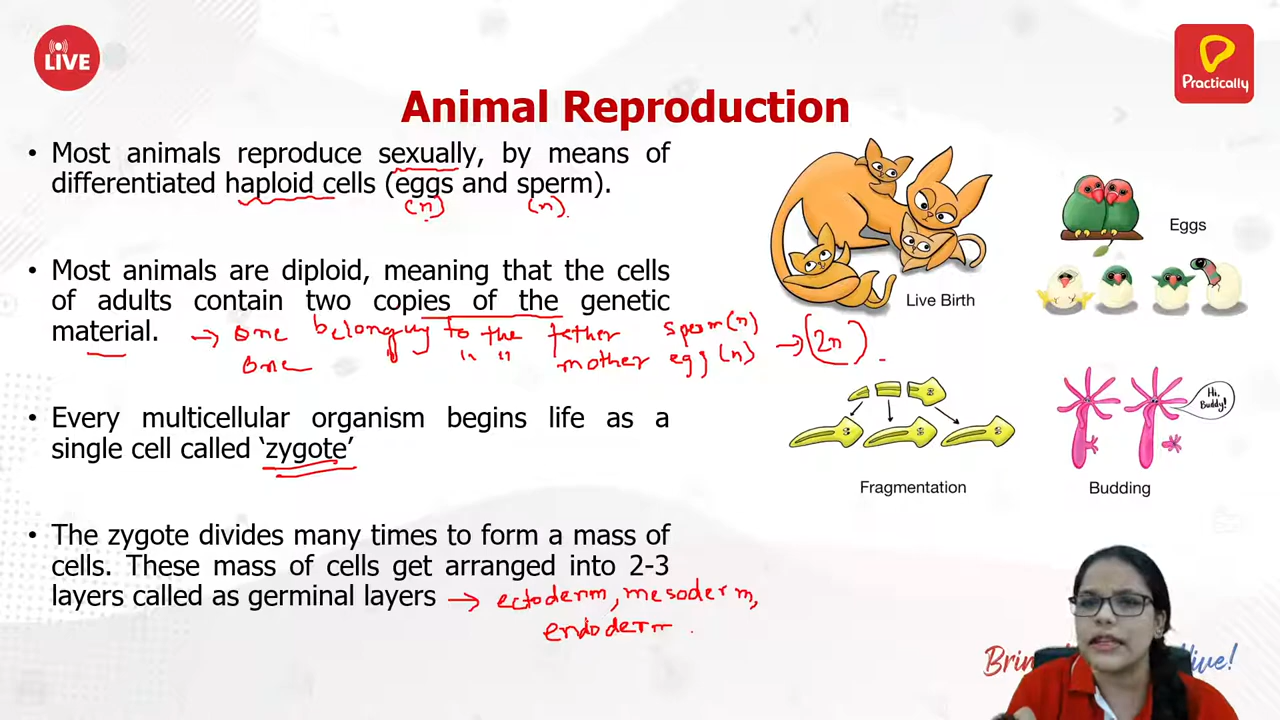 LIVE
Practically
Animal Reproduction
• Most animals reproduce sexually, by means of
differentiated haploid cells (eggs and sperm).
(n) (n).
• Most animals are diploid, meaning that the cells
of adults contain two copies of the genetic
material. → one belonging to the father sperm (n)
one " " mother egg (n) → (2n).
• Every multicellular organism begins life as a
single cell called ‘zygote’
• The zygote divides many times to form a mass of
cells. These mass of cells get arranged into 2-3
layers called as germinal layers → ectoderm, mesoderm,
endoderm.
Live Birth
Eggs
Fragmentation
Hi,
Buddy!
Budding